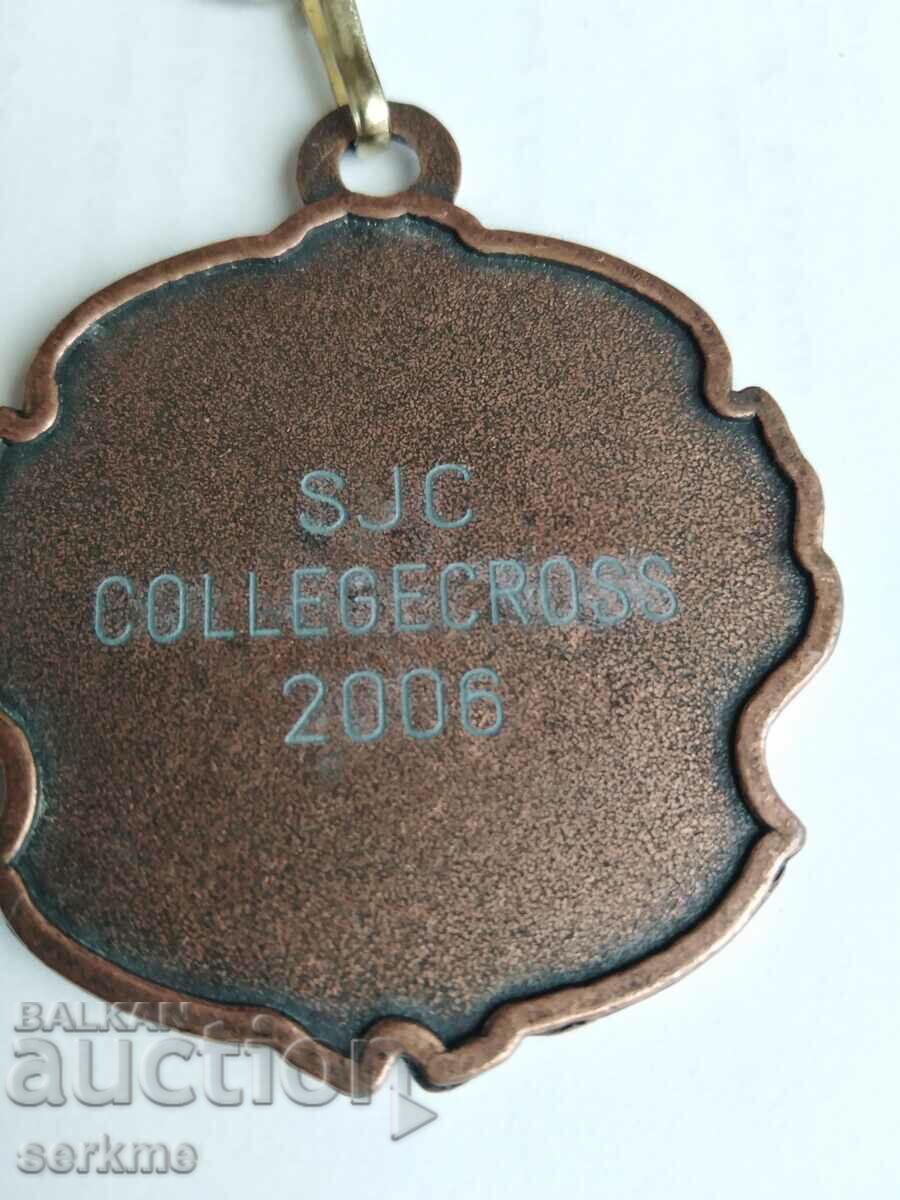 SJC
COLLEGECROSS
2006
BALKAN
auction
serkme